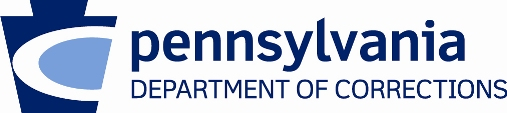 pennsylvania
DEPARTMENT OF CORRECTIONS